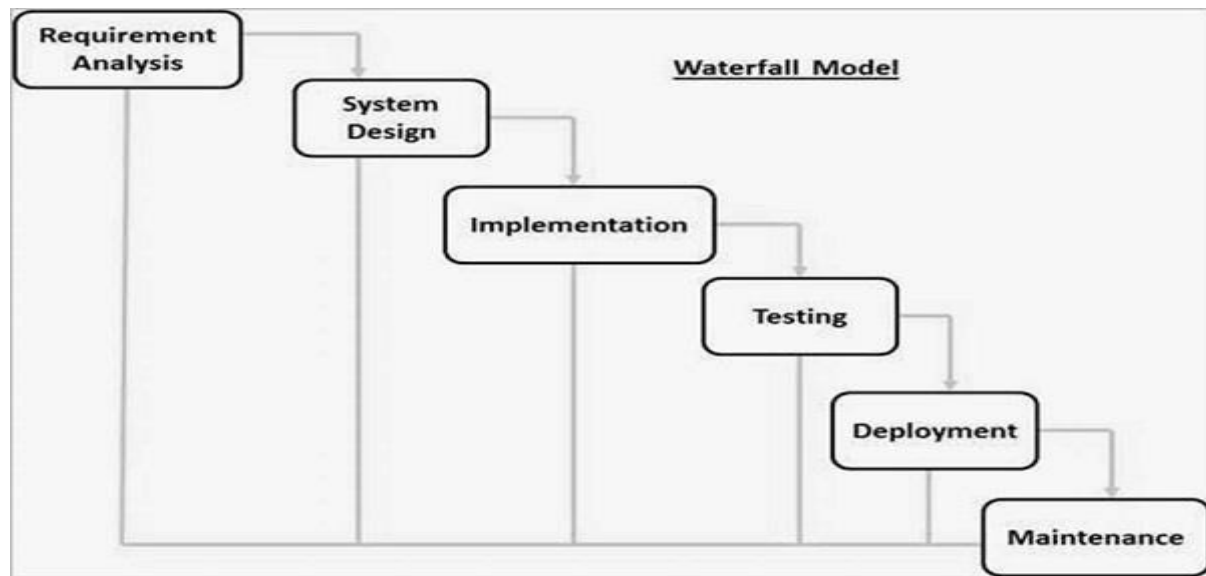 Requirement
Analysis
Waterfall Model
System
Design
Implementation
Testing
Deployment
Maintenance